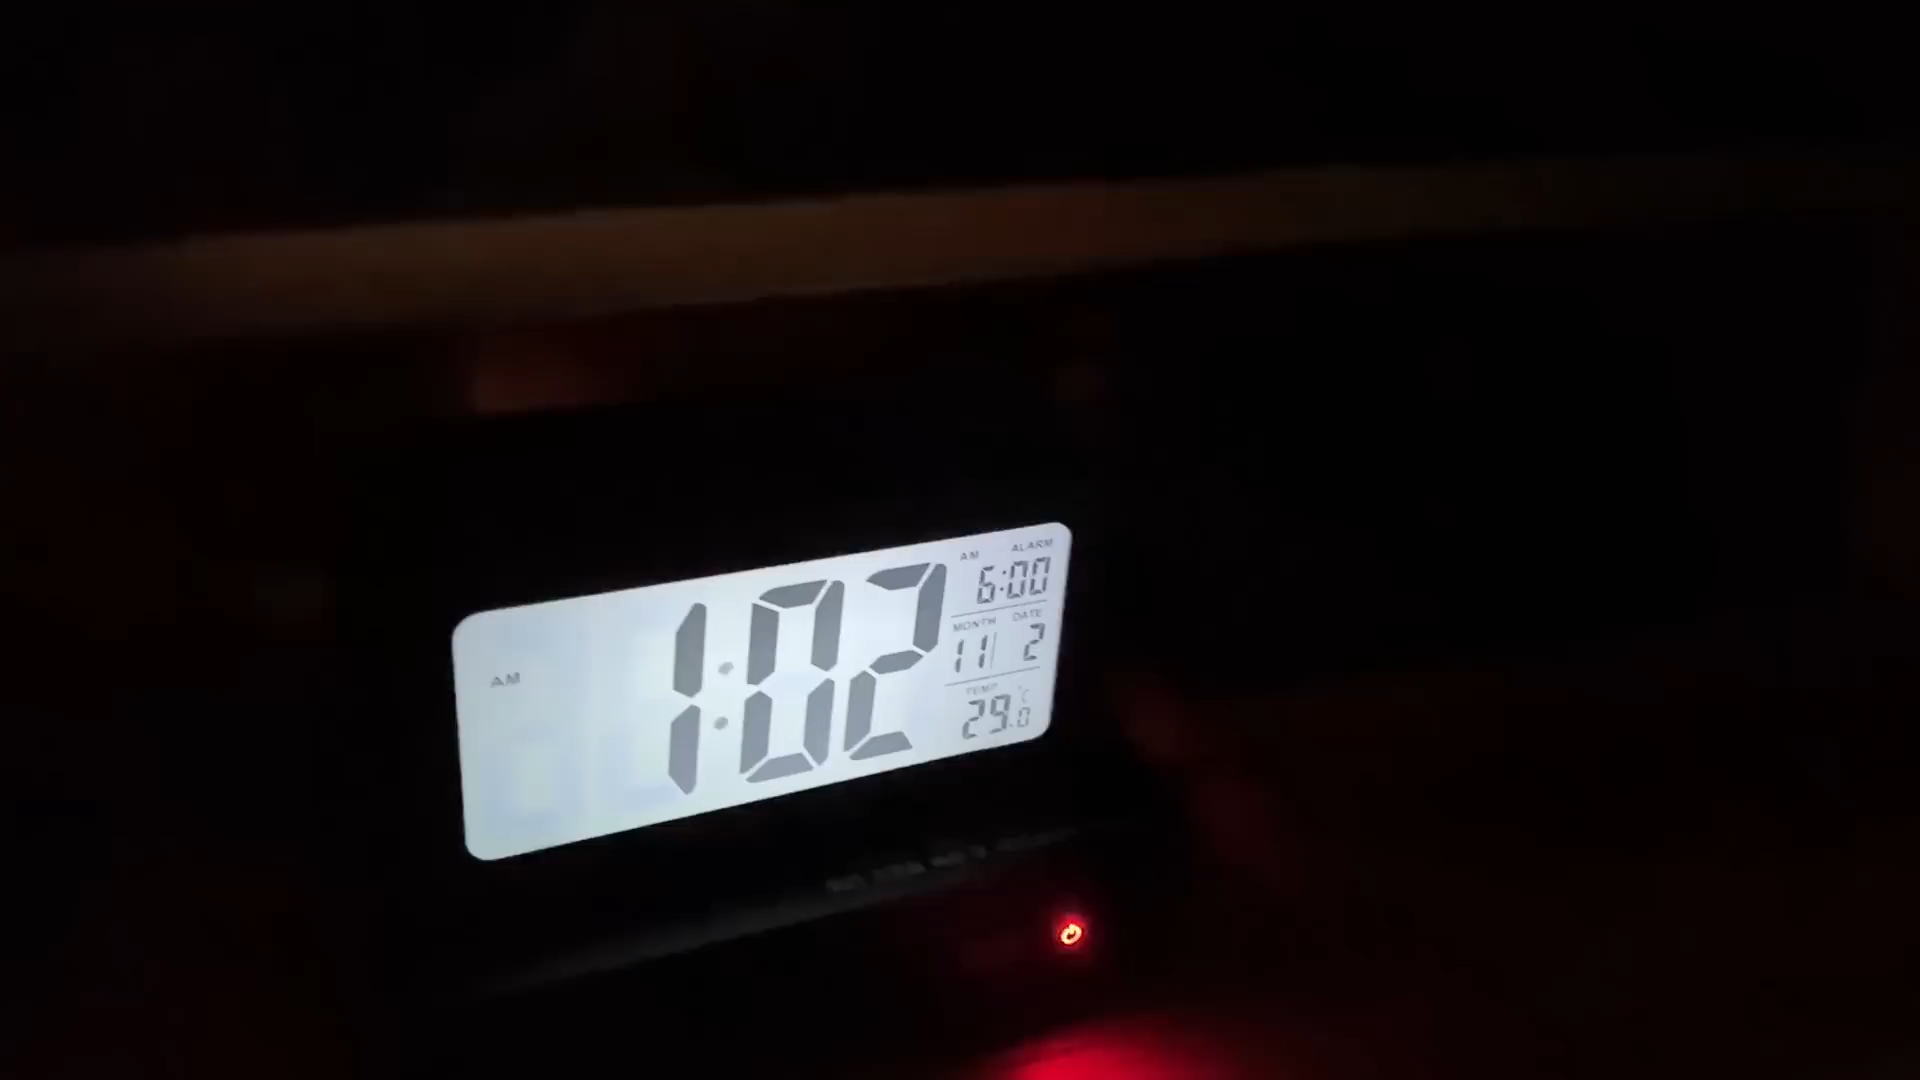 AM ALARM
6:00
AM 1:02
MONTH DATE
11 2
TEMP
29.0 °C